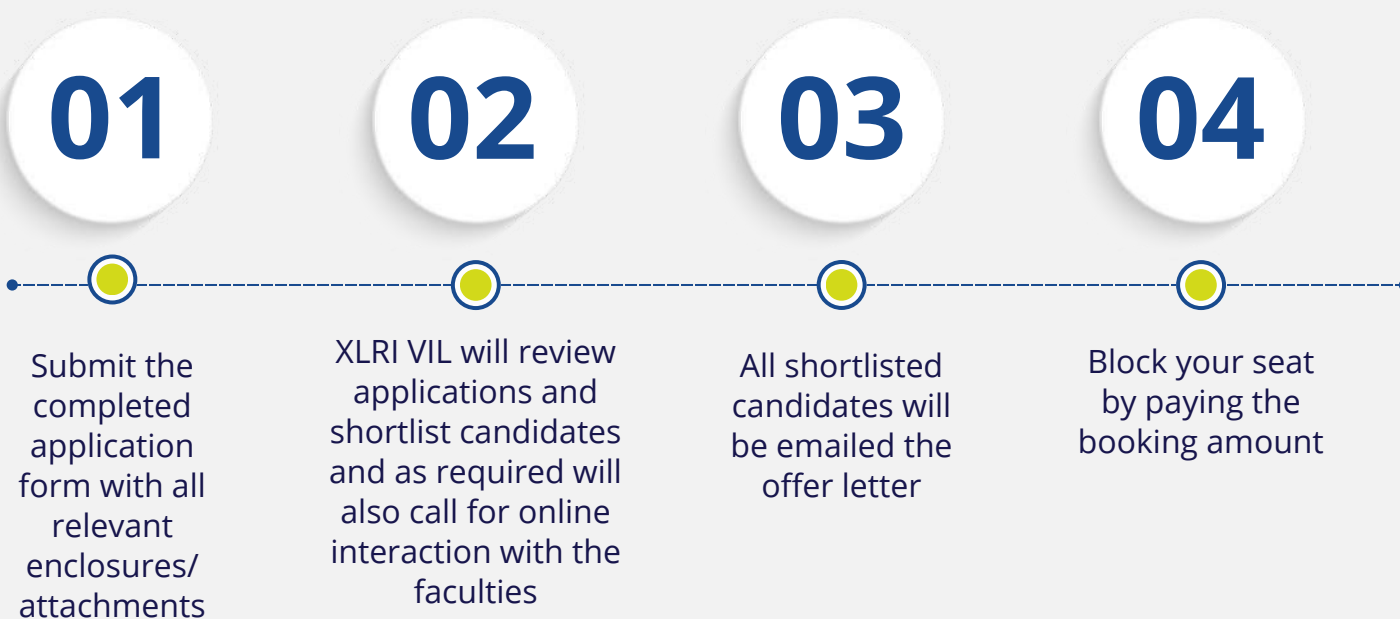 01
Submit the
completed
application
form with all
relevant
enclosures/
attachments
02
XLRI VIL will review
applications and
shortlist candidates
and as required will
also call for online
interaction with the
faculties
03
All shortlisted
candidates will
be emailed the
offer letter
04
Block your seat
by paying the
booking amount